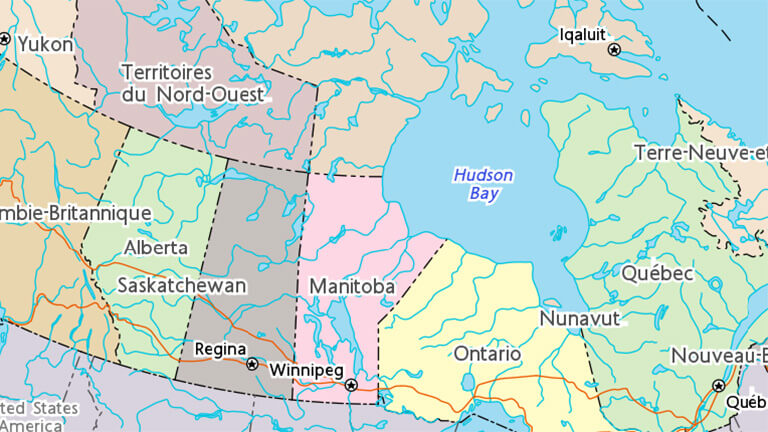 Iqaluit
Yukon
Territoires
du Nord-Ouest
Terre-Neuve-et
Hudson
Bay
mbie-Britannique
Alberta
Québec
Saskatchewan
Manitoba
Nunavut
Regina
Ontario
Nouveau-B
Winnipeg
Québ
ted States
America